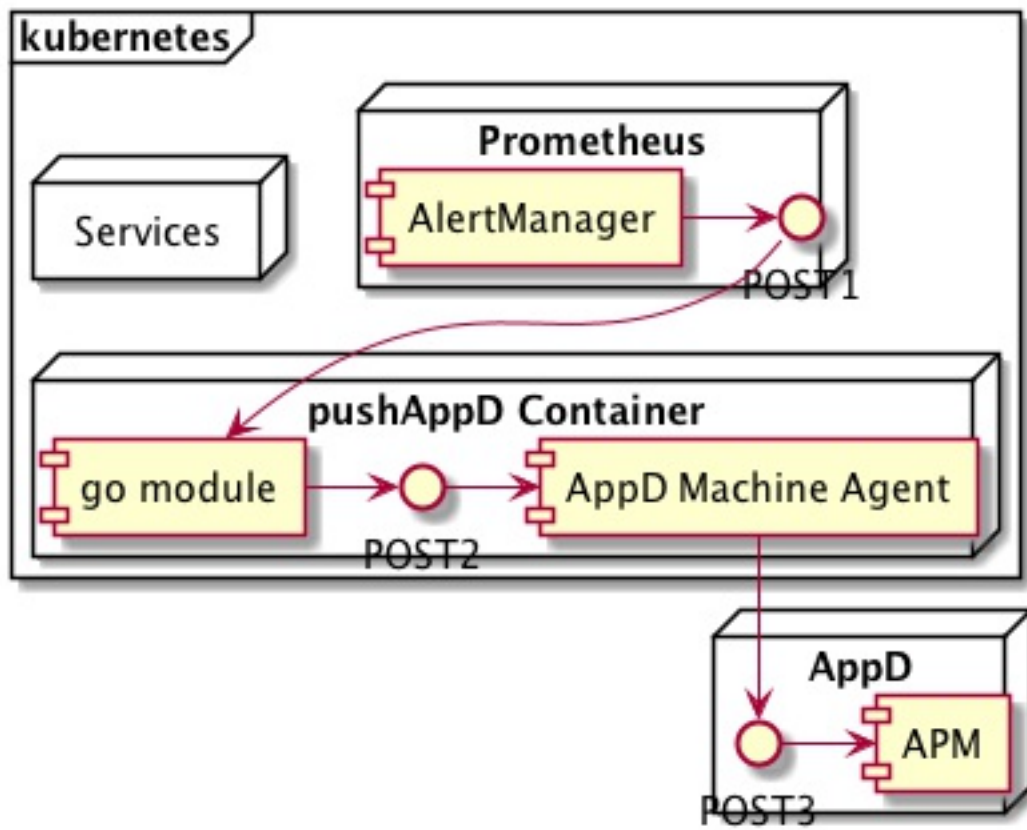 kubernetes
Prometheus
Services
AlertManager
POST1
pushAppD Container
go module
AppD Machine Agent
POST2
AppD
APM
POST3